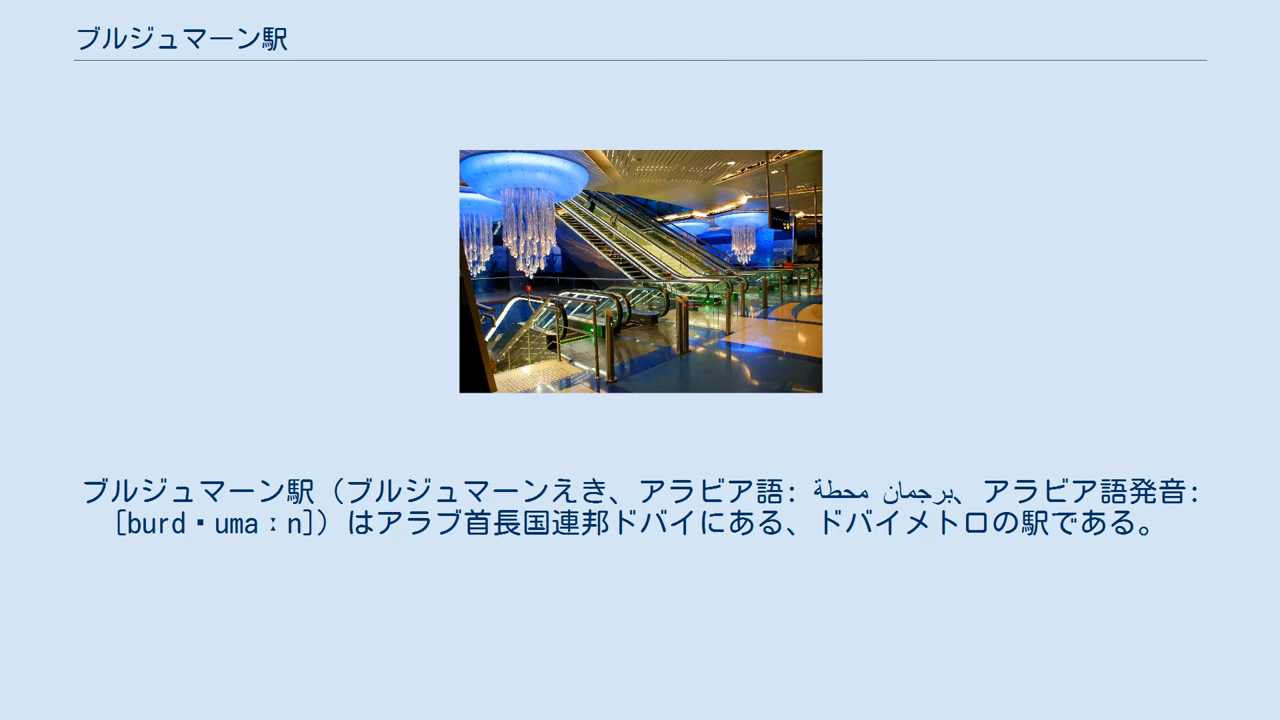 ブルジュマーン駅
ブルジュマーン駅（ブルジュマーンえき、アラビア語: محطة برجمان、アラビア語発音:
[burd▪umaːn]）はアラブ首長国連邦ドバイにある、ドバイメトロの駅である。